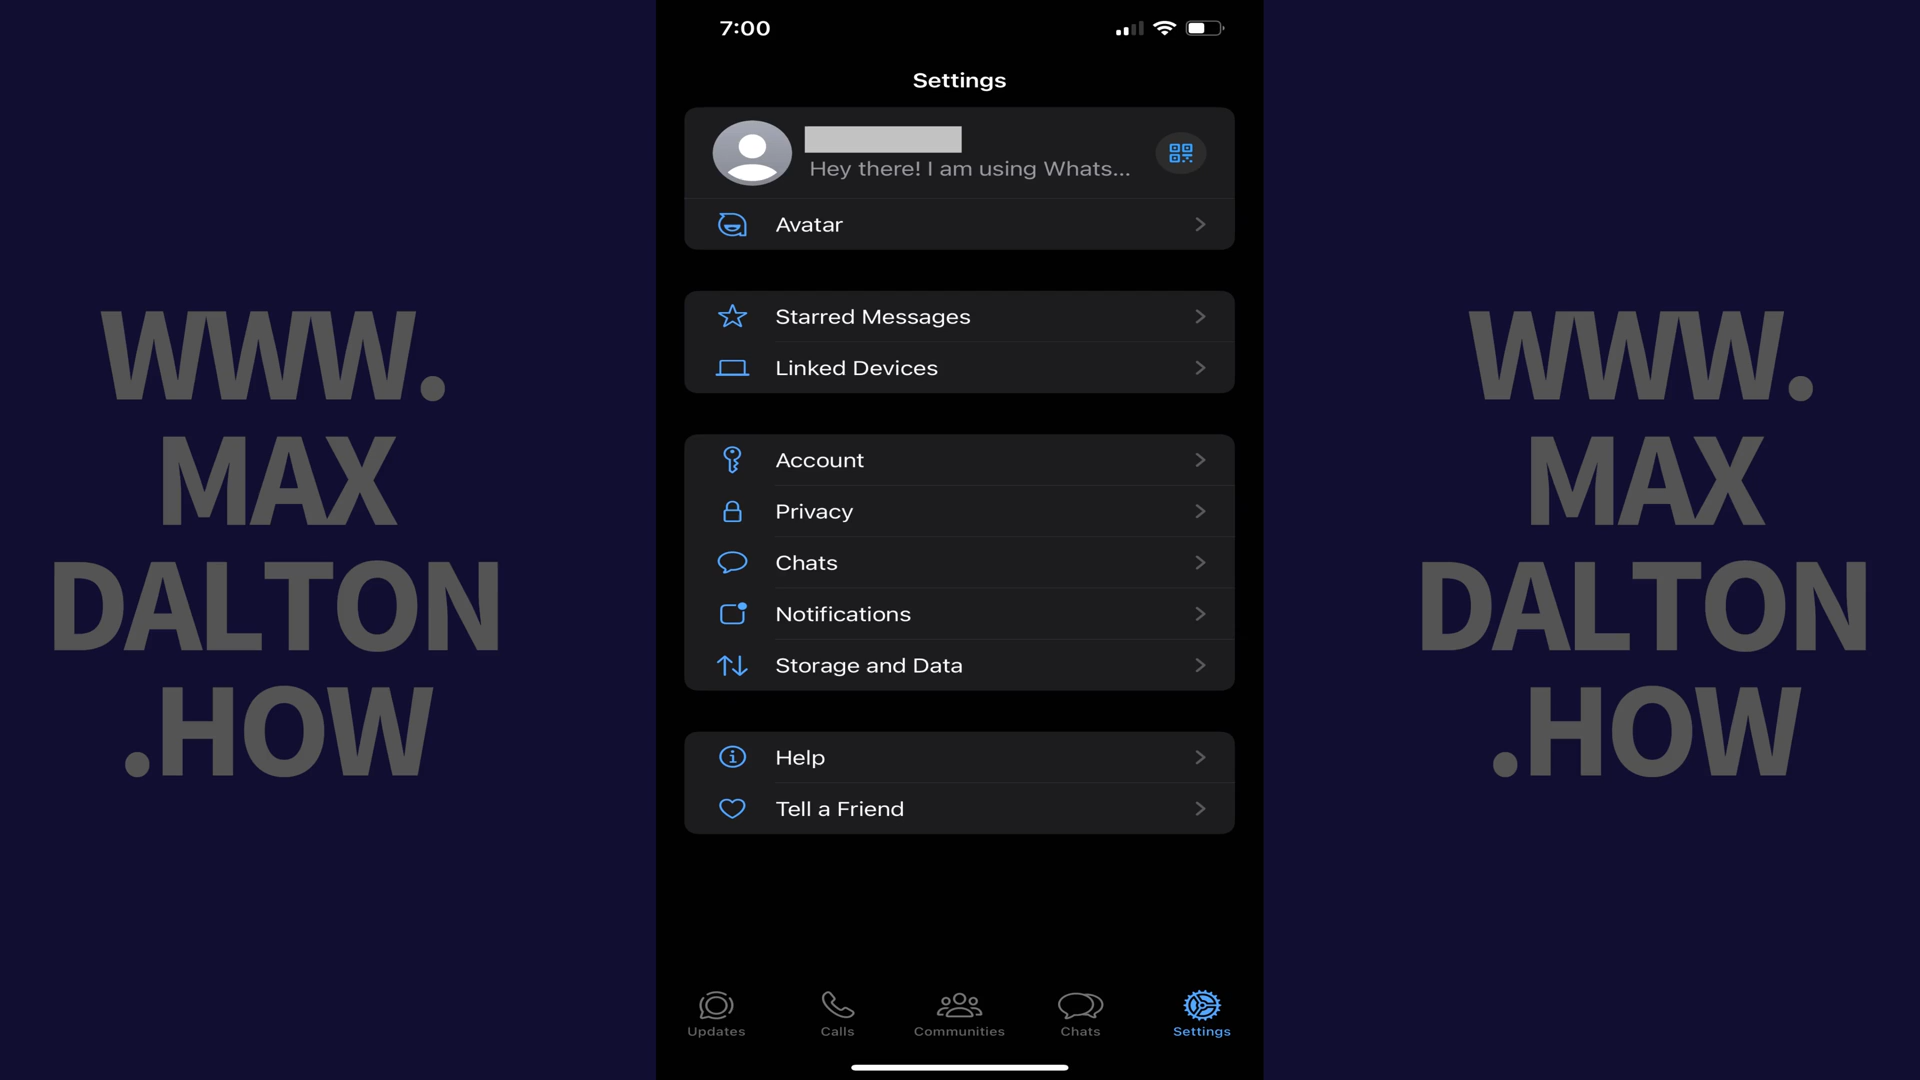 7:00
Settings
Hey there! I am using Whats...
Avatar
Starred Messages
Linked Devices
Account
Privacy
Chats
Notifications
Storage and Data
Help
Tell a Friend
Updates
Calls
Communities
Chats
Settings
WWW.
MAX
DALTON
.HOW
WWW.
MAX
DALTON
.HOW